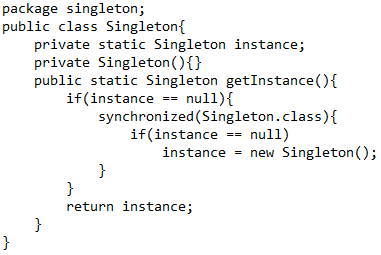 package singleton;
public class Singleton{
    private static Singleton instance;
    private Singleton(){}
    public static Singleton getInstance(){
        if(instance == null){
            synchronized(Singleton.class){
                if(instance == null)
                    instance = new Singleton();
            }
        }
        return instance;
    }
}